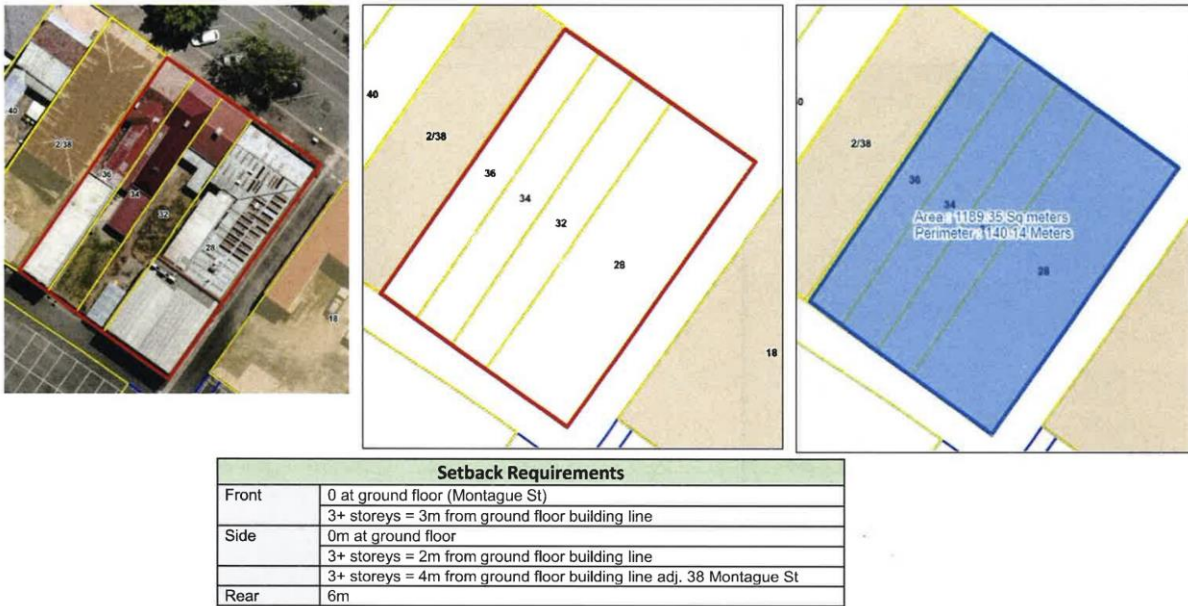 40
2/38
36
34
32
28
18
40
2/38
36
34
32
28
18
0
2/38
36
34
Area: 1189.35 Sq meters
Perimeter: 140.14 Meters
28
Setback Requirements
Front
0 at ground floor (Montague St)
3+ storeys = 3m from ground floor building line
Side
0m at ground floor
3+ storeys = 2m from ground floor building line
3+ storeys = 4m from ground floor building line adj. 38 Montague St
Rear
6m